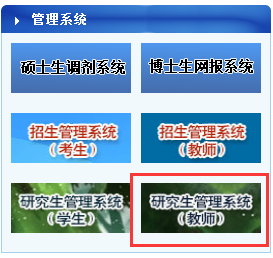 管理系统
硕士生调剂系统
博士生网报系统
招生管理系统
（考生）
招生管理系统
（教师）
研究生管理系统
（学生）
研究生管理系统
（教师）